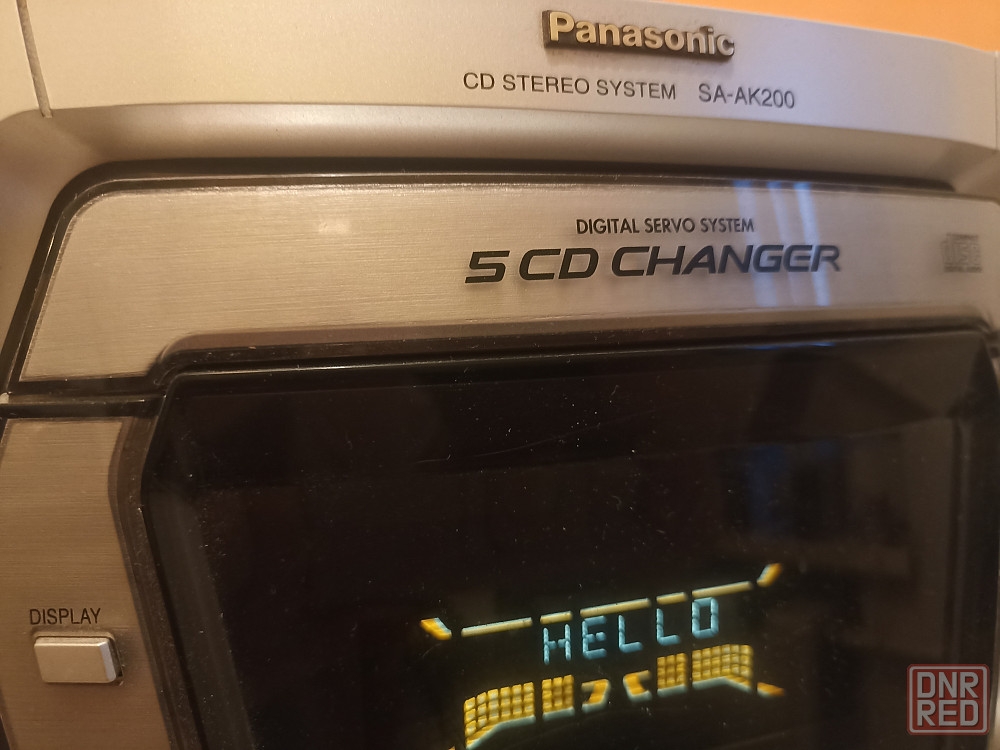 Panasonic
CD STEREO SYSTEM SA-AK200
DIGITAL SERVO SYSTEM
5 CD CHANGER
DISPLAY
HELLO
DNR
RED